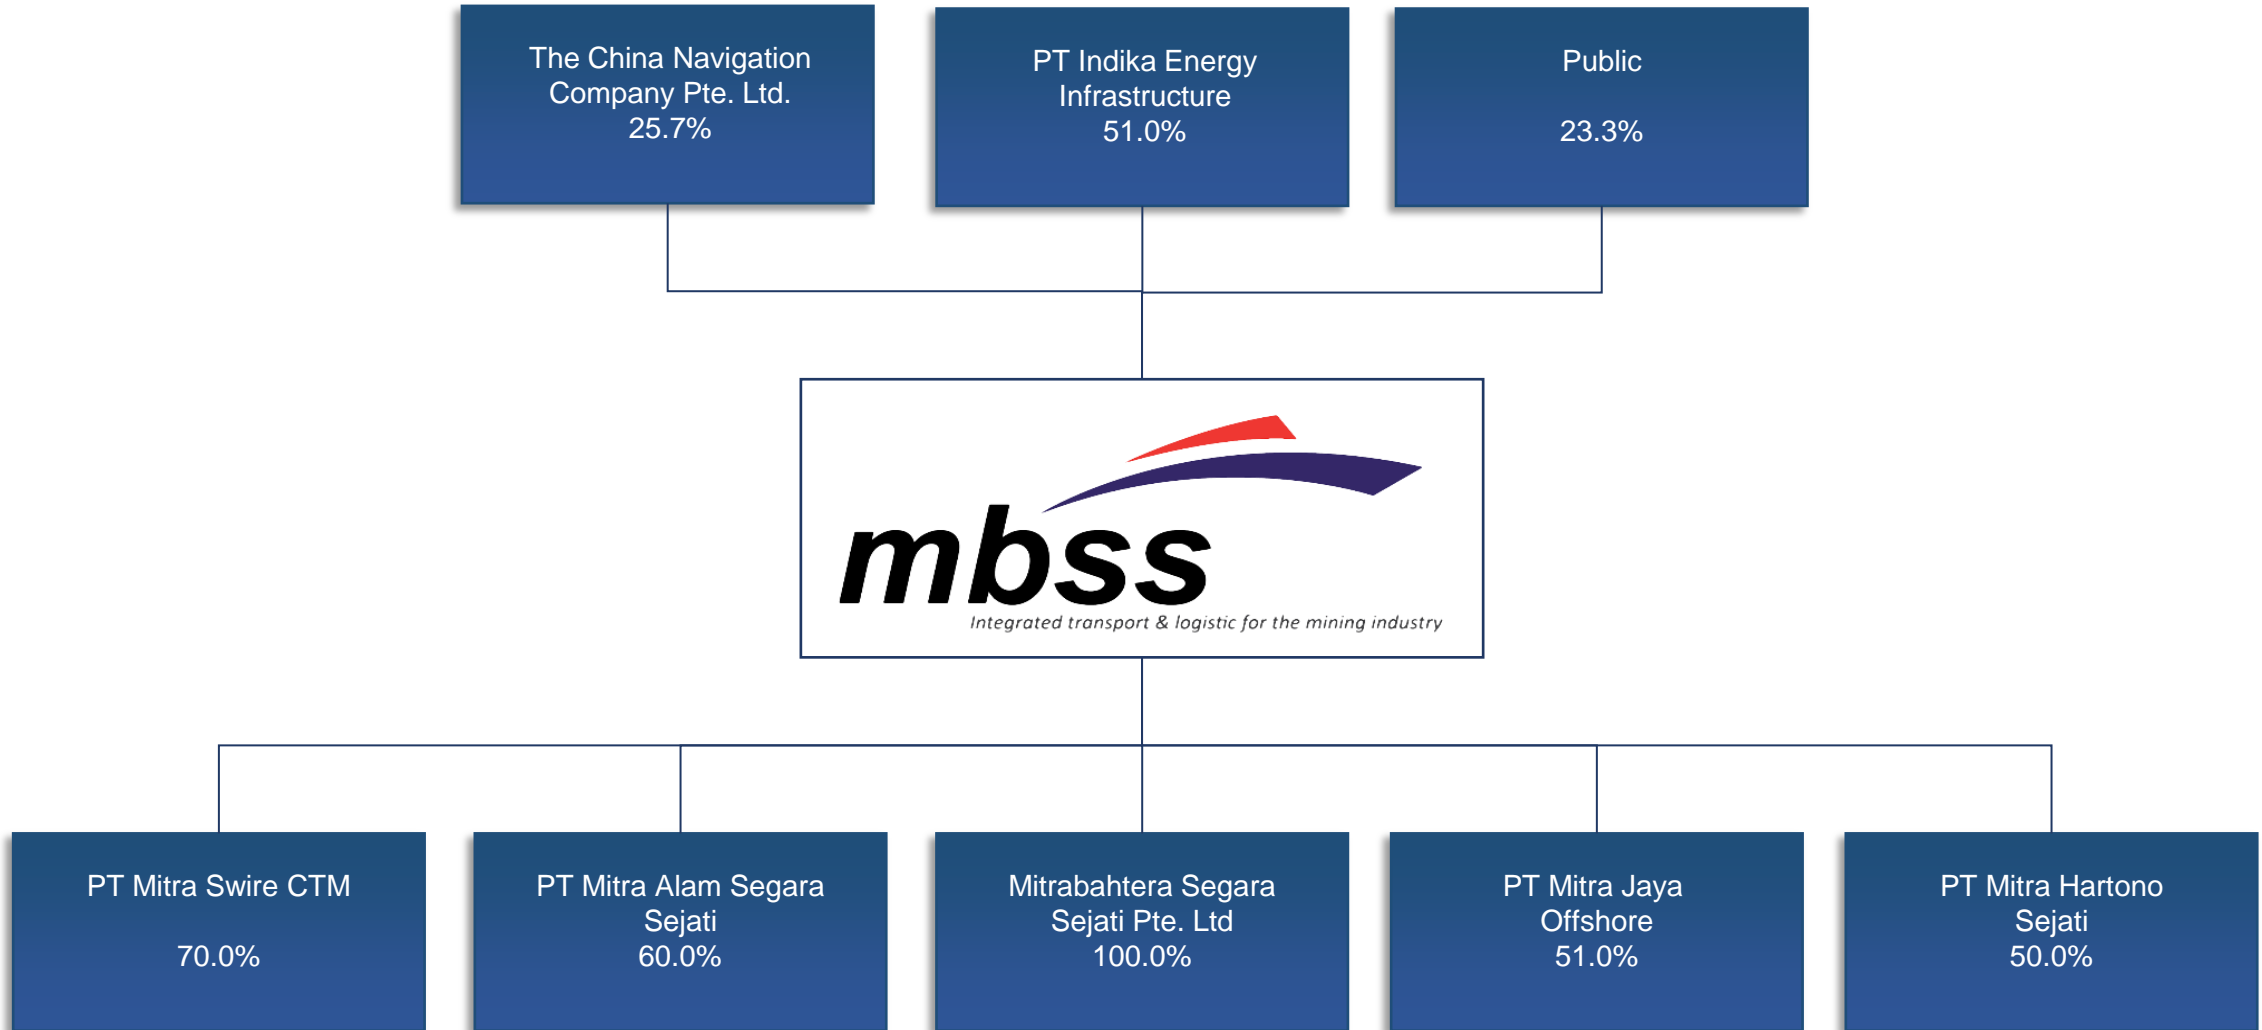 The China Navigation
Company Pte. Ltd.
25.7%
PT Indika Energy
Infrastructure
51.0%
Public
23.3%
mbss
Integrated transport & logistic for the mining industry
PT Mitra Swire CTM
70.0%
PT Mitra Alam Segara
Sejati
60.0%
Mitrabahtera Segara
Sejati Pte. Ltd
100.0%
PT Mitra Jaya
Offshore
51.0%
PT Mitra Hartono
Sejati
50.0%